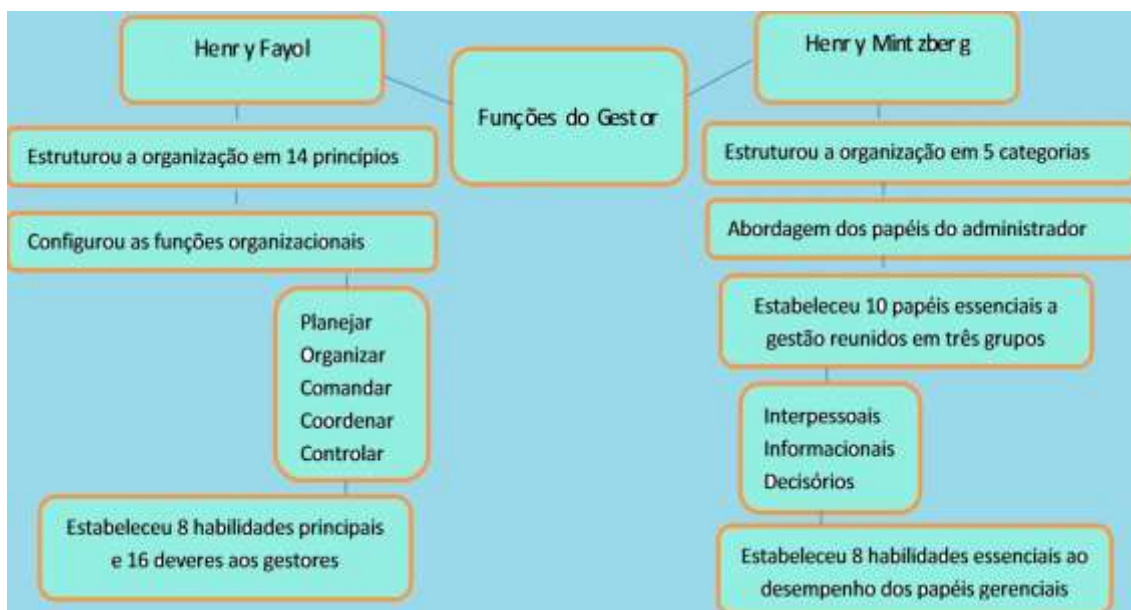 Funções do Gestor
Henry Fayol
Estruturou a organização em 14 princípios
Configurou as funções organizacionais
Planejar
Organizar
Comandar
Coordenar
Controlar
Estabeleceu 8 habilidades principais
e 16 deveres aos gestores
Henry Mintzberg
Estruturou a organização em 5 categorias
Abordagem dos papéis do administrador
Estabeleceu 10 papéis essenciais a
gestão reunidos em três grupos
Interpessoais
Informacionais
Decisórios
Estabeleceu 8 habilidades essenciais ao
desempenho dos papéis gerenciais